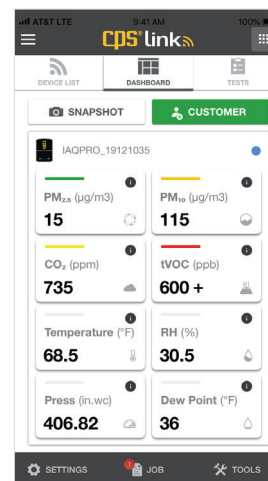 AT&T LTE 9:41 AM 100%
cps® link
DEVICE LIST DASHBOARD TESTS
SNAPSHOT CUSTOMER
IAQPRO_19121035
PM2.5 (µg/m3) PM10 (µg/m3)
15 115
CO₂ (ppm) tVOC (ppb)
735 600 +
Temperature (°F) RH (%)
68.5 30.5
Press (in.wc) Dew Point (°F)
406.82 36
SETTINGS 1 JOB TOOLS